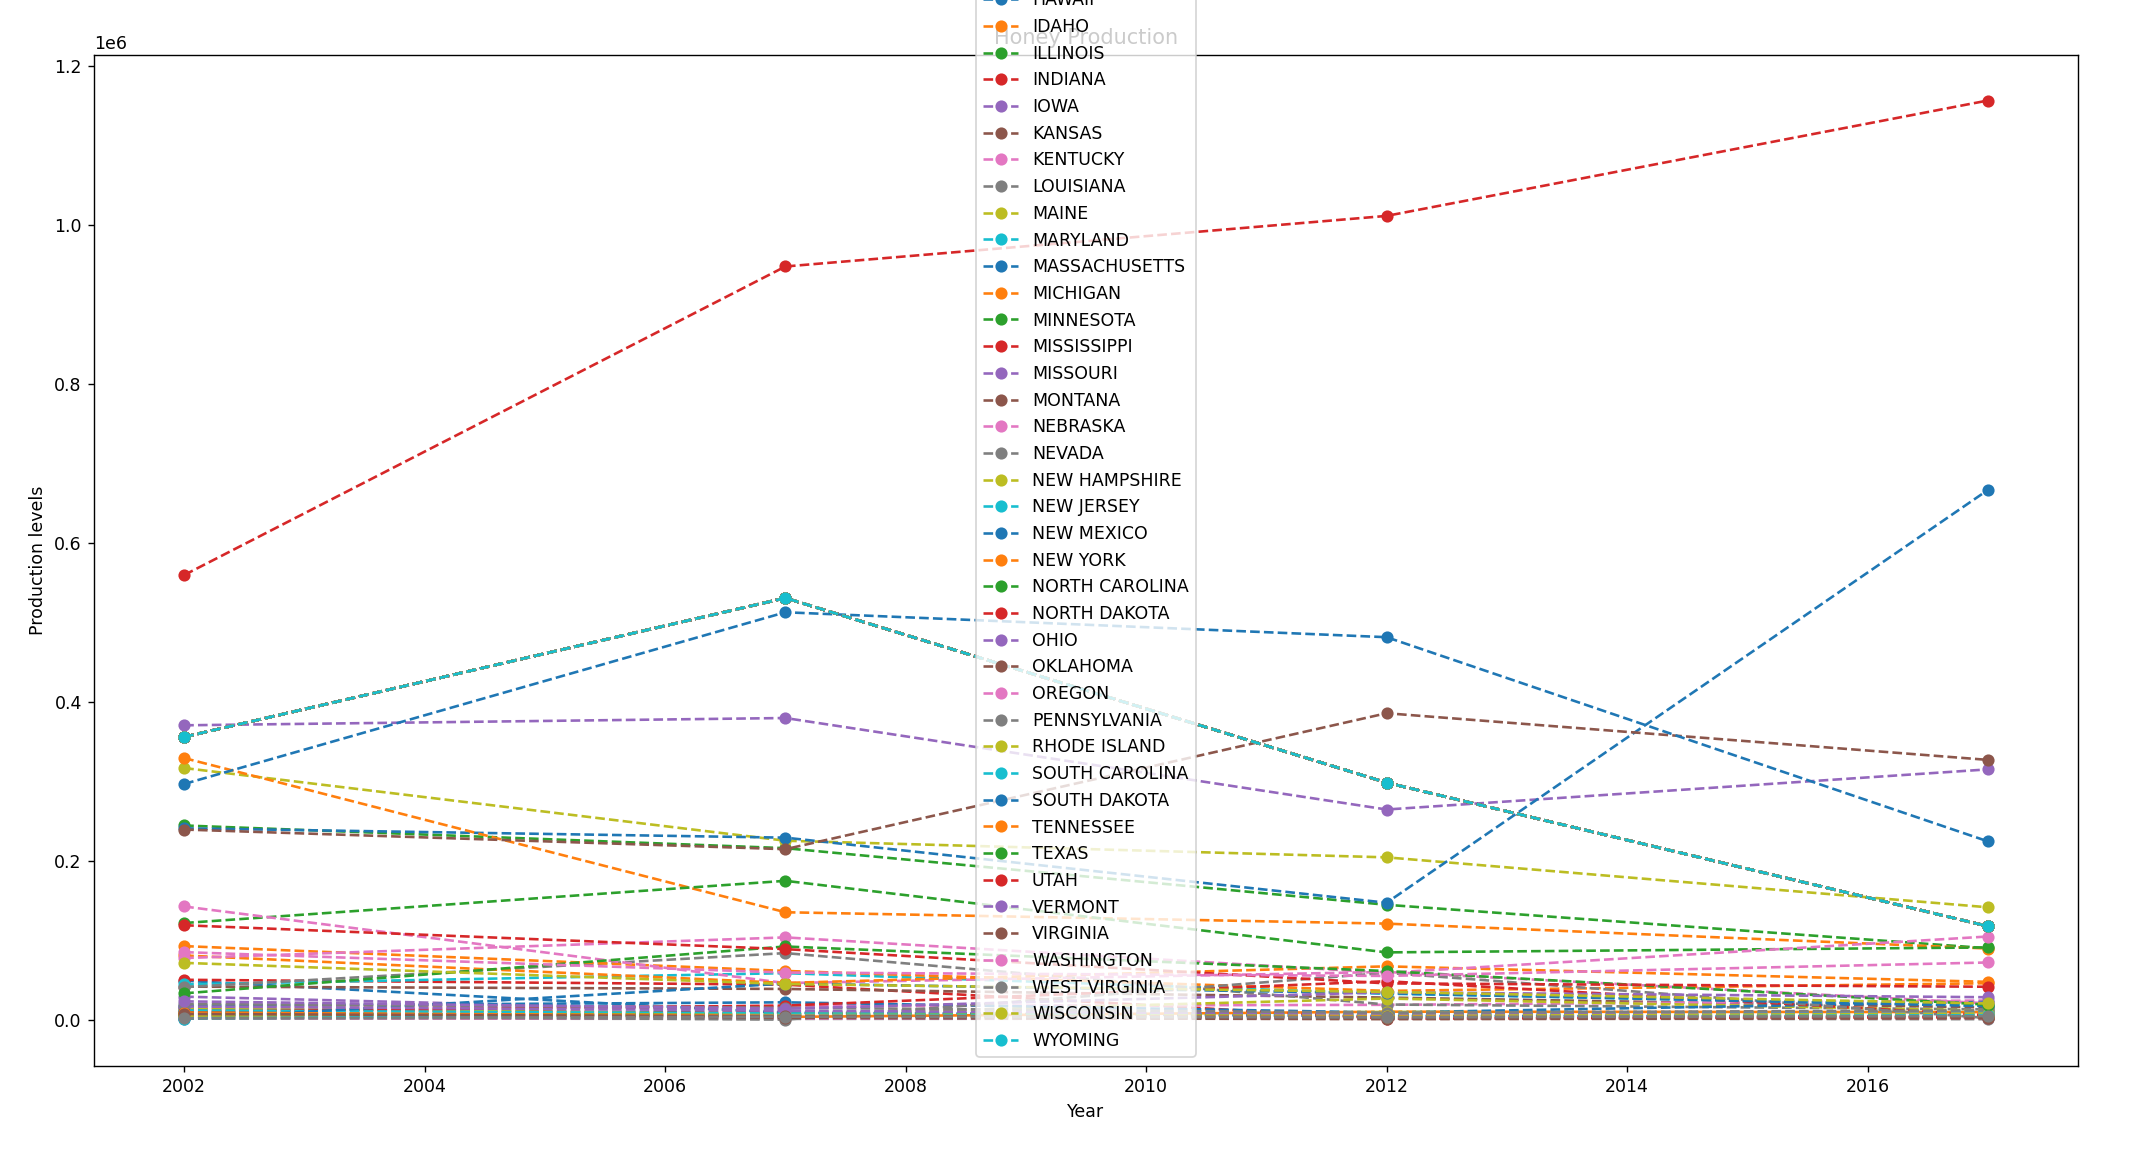 HAWAII
IDAHO
Honey Production
1e6
ILLINOIS
1.2
INDIANA
IOWA
KANSAS
KENTUCKY
LOUISIANA
MAINE
1.0
MARYLAND
MASSACHUSETTS
MICHIGAN
MINNESOTA
MISSISSIPPI
MISSOURI
0.8
MONTANA
NEBRASKA
NEVADA
NEW HAMPSHIRE
NEW JERSEY
NEW MEXICO
0.6
NEW YORK
Production levels
NORTH CAROLINA
NORTH DAKOTA
OHIO
OKLAHOMA
OREGON
0.4
PENNSYLVANIA
RHODE ISLAND
SOUTH CAROLINA
SOUTH DAKOTA
TENNESSEE
TEXAS
0.2
UTAH
VERMONT
VIRGINIA
WASHINGTON
WEST VIRGINIA
WISCONSIN
0.0
WYOMING
2002 2004 2006 2008 2010 2012 2014 2016
Year